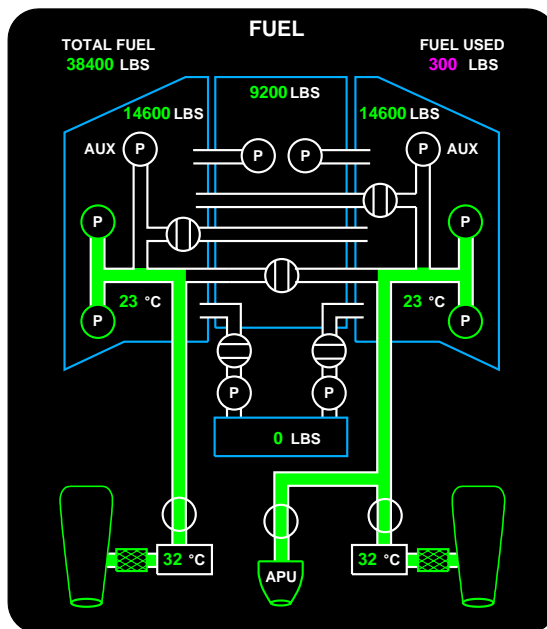 FUEL
TOTAL FUEL
38400 LBS
FUEL USED
300 LBS
9200 LBS
14600 LBS
14600 LBS
AUX P
P P
P AUX
P
P
23 °C
23 °C
P
P
P
P
0 LBS
32 °C
APU
32 °C